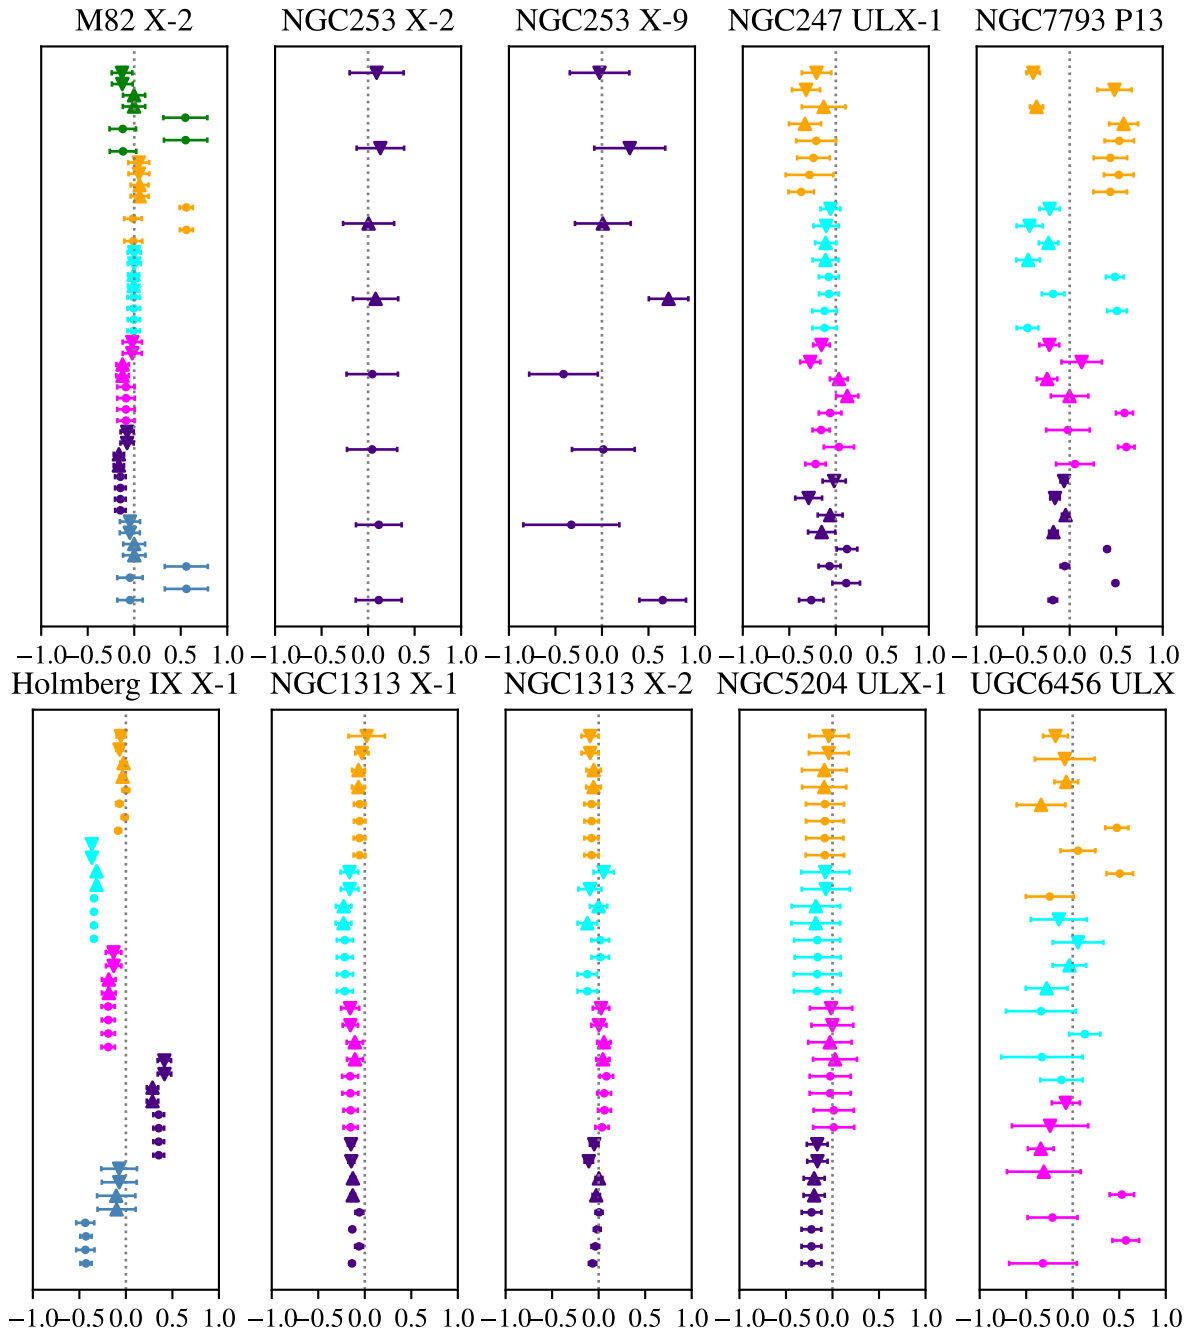 M82 X-2 NGC253 X-2 NGC253 X-9 NGC247 ULX-1 NGC7793 P13
−1.0 −0.5 0.0 0.5 1.0 −1.0 −0.5 0.0 0.5 1.0 −1.0 −0.5 0.0 0.5 1.0 −1.0 −0.5 0.0 0.5 1.0 −1.0 −0.5 0.0 0.5 1.0
Holmberg IX X-1 NGC1313 X-1 NGC1313 X-2 NGC5204 ULX-1 UGC6456 ULX
−1.0 −0.5 0.0 0.5 1.0 −1.0 −0.5 0.0 0.5 1.0 −1.0 −0.5 0.0 0.5 1.0 −1.0 −0.5 0.0 0.5 1.0 −1.0 −0.5 0.0 0.5 1.0